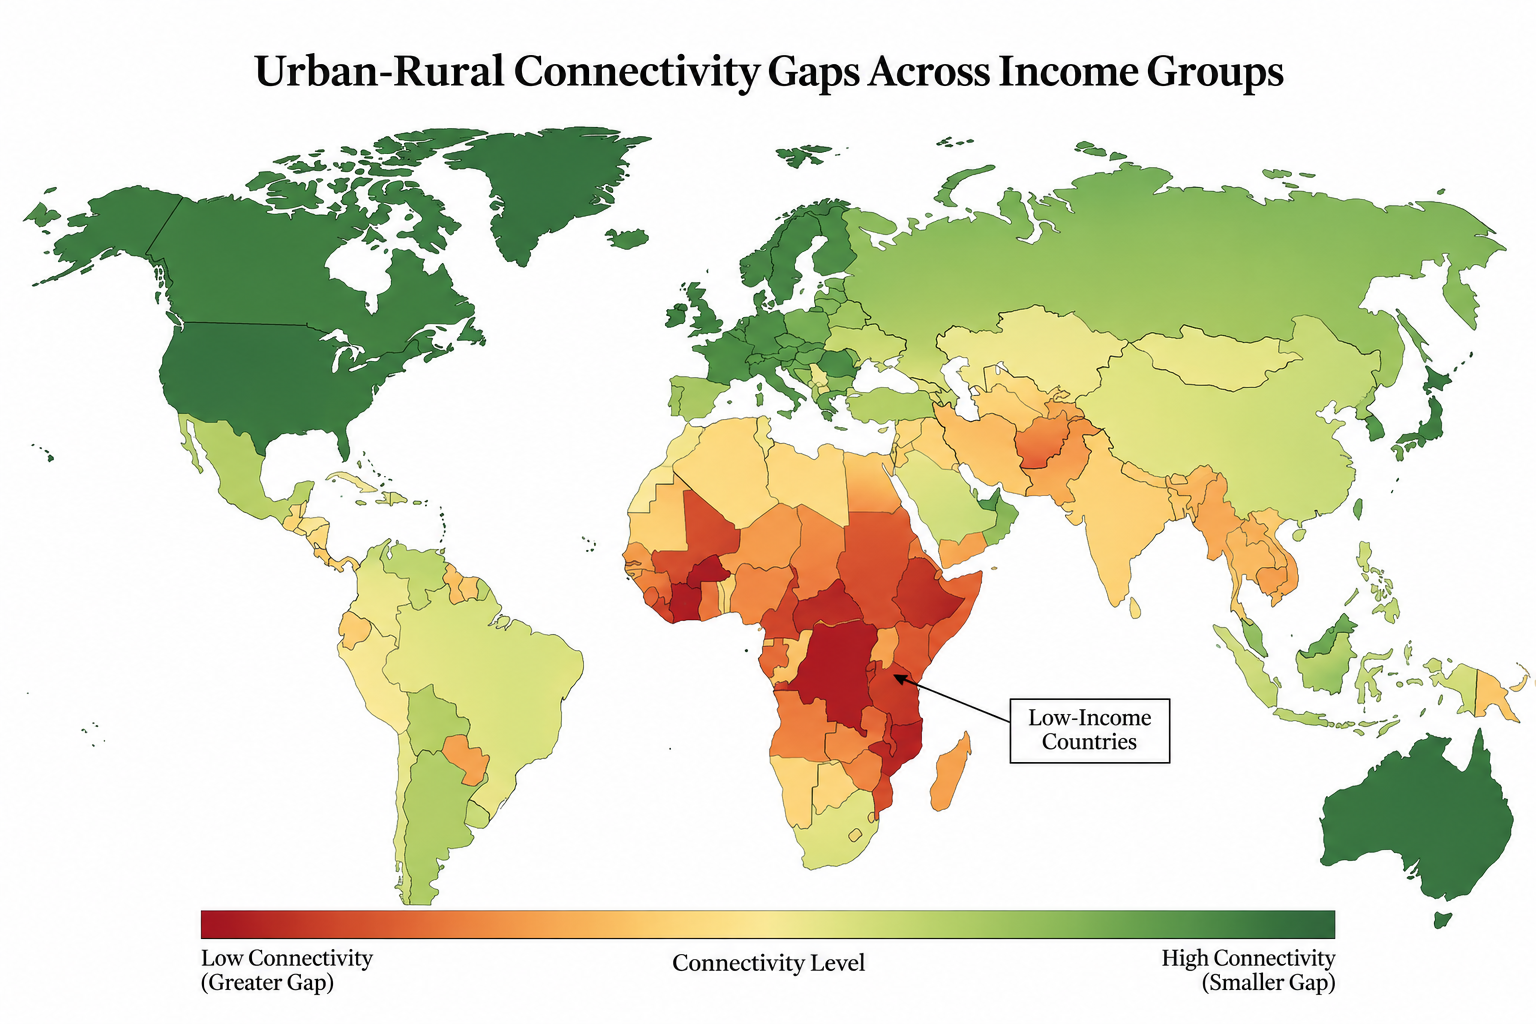 Urban-Rural Connectivity Gaps Across Income Groups
Low-Income
Countries
Low Connectivity
(Greater Gap)
Connectivity Level
High Connectivity
(Smaller Gap)